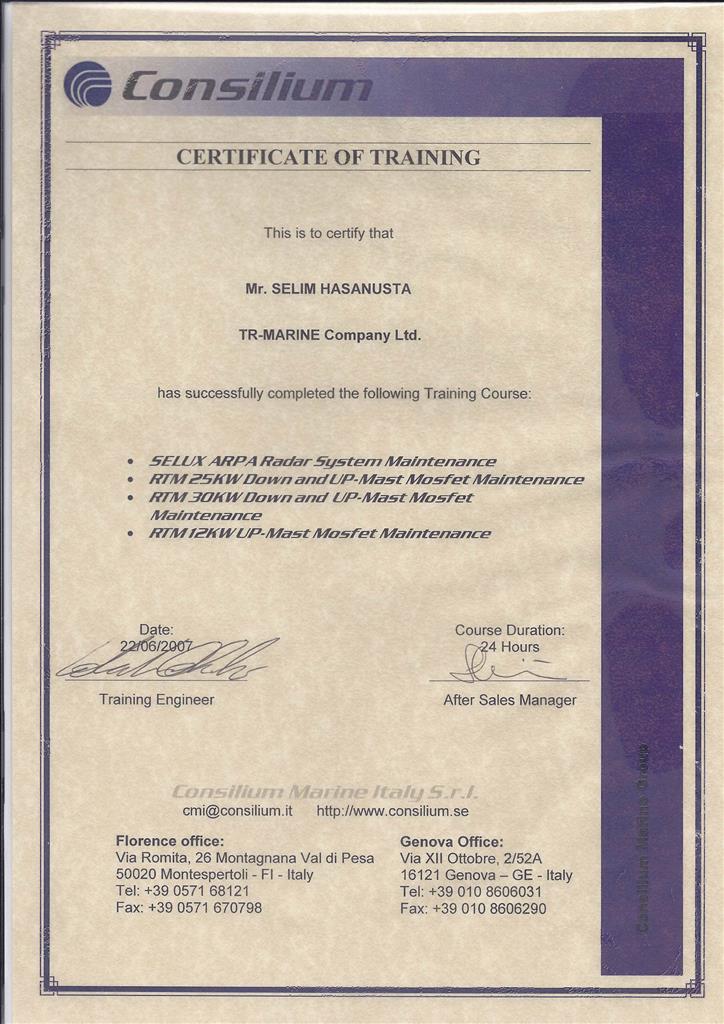 Consilium
CERTIFICATE OF TRAINING
This is to certify that
Mr. SELIM HASANUSTA
TR-MARINE Company Ltd.
has successfully completed the following Training Course:
• SELUX ARPA Radar System Maintenance
• RTM 25KW Down and UP-Mast Mosfet Maintenance
• RTM 30KW Down and UP-Mast Mosfet
Maintenance
• RTM 12KW UP-Mast Mosfet Maintenance
Date:
22/06/2007
Training Engineer
Course Duration:
24 Hours
After Sales Manager
Consilium Marine Italy S.r.l.
cmi@consilium.it http://www.consilium.se
Florence office:
Via Romita, 26 Montagnana Val di Pesa
50020 Montespertoli - FI - Italy
Tel: +39 0571 68121
Fax: +39 0571 670798
Genova Office:
Via XII Ottobre, 2/52A
16121 Genova – GE - Italy
Tel: +39 010 8606031
Fax: +39 010 8606290
Consilium Marine Group